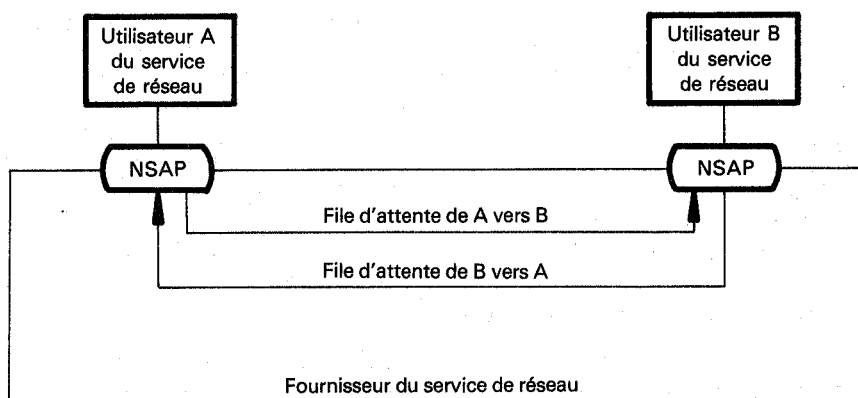 Utilisateur A
du service
de réseau
Utilisateur B
du service
de réseau
NSAP
NSAP
File d'attente de A vers B
File d'attente de B vers A
Fournisseur du service de réseau